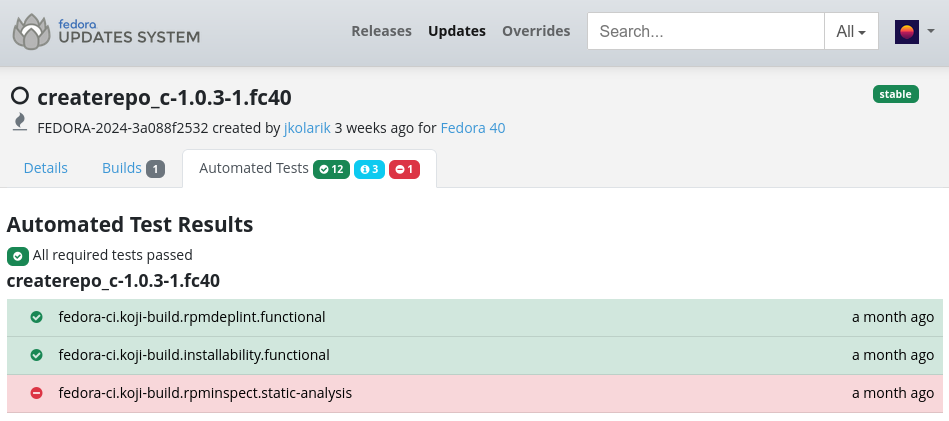 fedora
UPDATES SYSTEM
Releases Updates Overrides Search... All
createrepo_c-1.0.3-1.fc40 stable
FEDORA-2024-3a088f2532 created by jkolarik 3 weeks ago for Fedora 40
Details Builds 1 Automated Tests 12 3 1
Automated Test Results
All required tests passed
createrepo_c-1.0.3-1.fc40
fedora-ci.koji-build.rpmdeplint.functional a month ago
fedora-ci.koji-build.installability.functional a month ago
fedora-ci.koji-build.rpminspect.static-analysis a month ago